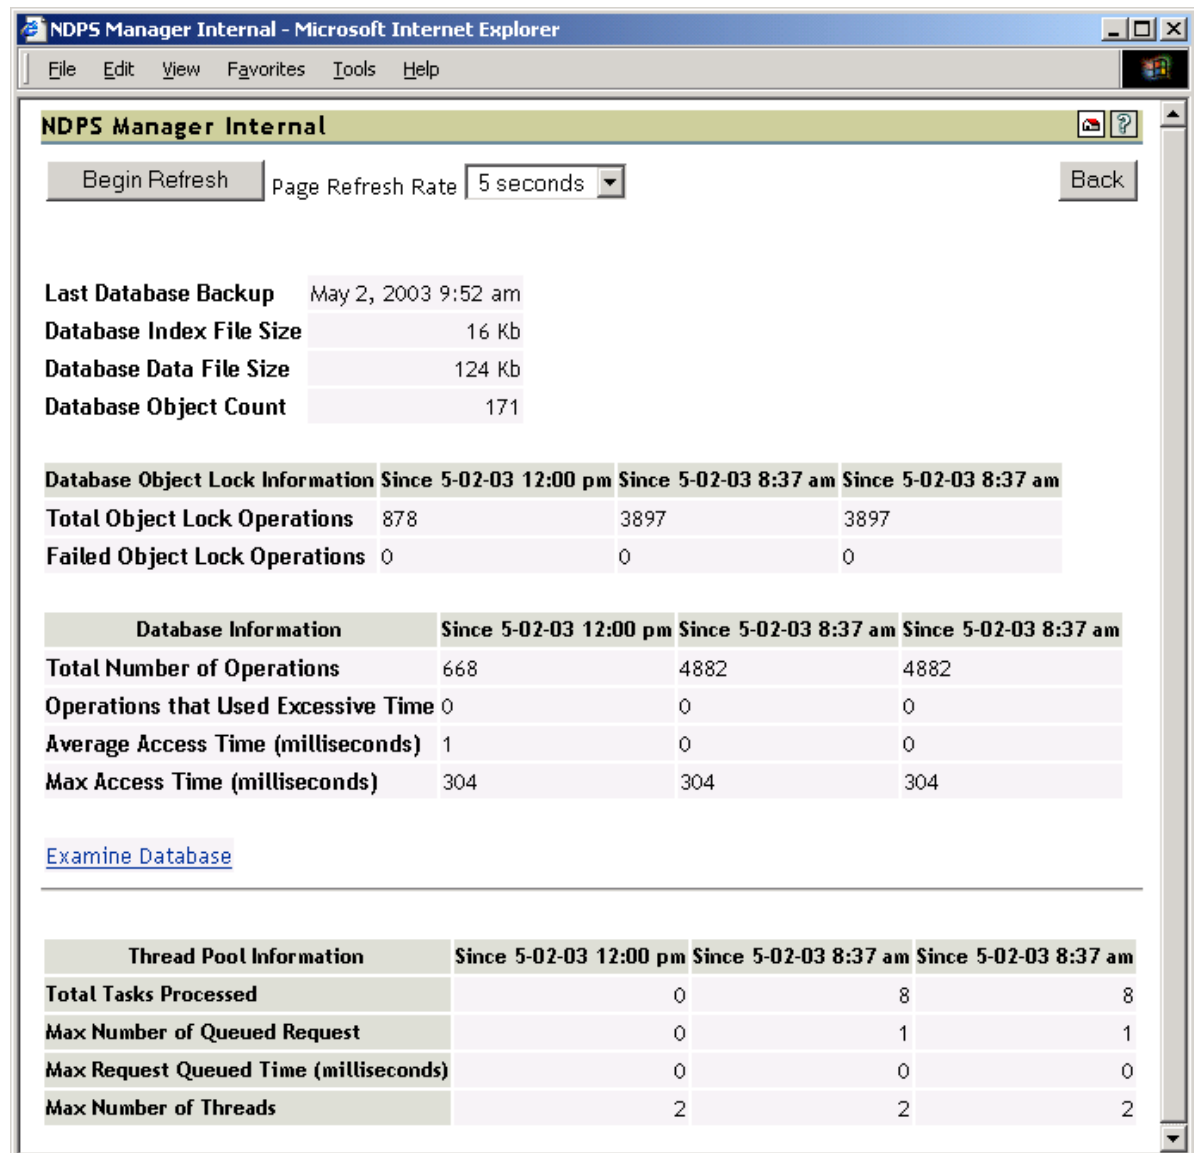 NDPS Manager Internal - Microsoft Internet Explorer
File Edit View Favorites Tools Help
NDPS Manager Internal
Begin Refresh Page Refresh Rate 5 seconds Back
Last Database Backup May 2, 2003 9:52 am
Database Index File Size 16 Kb
Database Data File Size 124 Kb
Database Object Count 171
Database Object Lock Information Since 5-02-03 12:00 pm Since 5-02-03 8:37 am Since 5-02-03 8:37 am
Total Object Lock Operations 878 3897 3897
Failed Object Lock Operations 0 0 0
Database Information Since 5-02-03 12:00 pm Since 5-02-03 8:37 am Since 5-02-03 8:37 am
Total Number of Operations 668 4882 4882
Operations that Used Excessive Time 0 0 0
Average Access Time (milliseconds) 1 0 0
Max Access Time (milliseconds) 304 304 304
Examine Database
Thread Pool Information Since 5-02-03 12:00 pm Since 5-02-03 8:37 am Since 5-02-03 8:37 am
Total Tasks Processed 0 8 8
Max Number of Queued Request 0 1 1
Max Request Queued Time (milliseconds) 0 0 0
Max Number of Threads 2 2 2